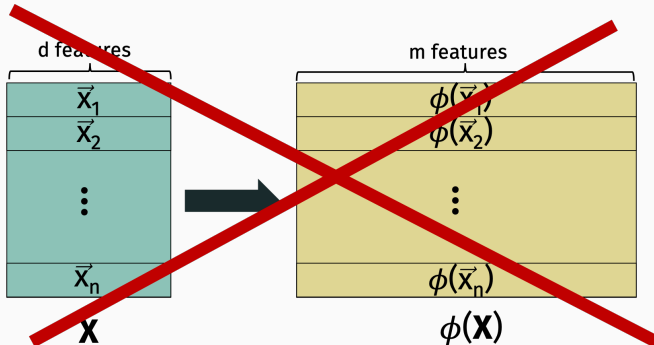 d features
m features
x⃗₁
ϕ(x⃗₁)
x⃗₂
ϕ(x⃗₂)
⋮
⋮
x⃗ₙ
ϕ(x⃗ₙ)
X
ϕ(X)